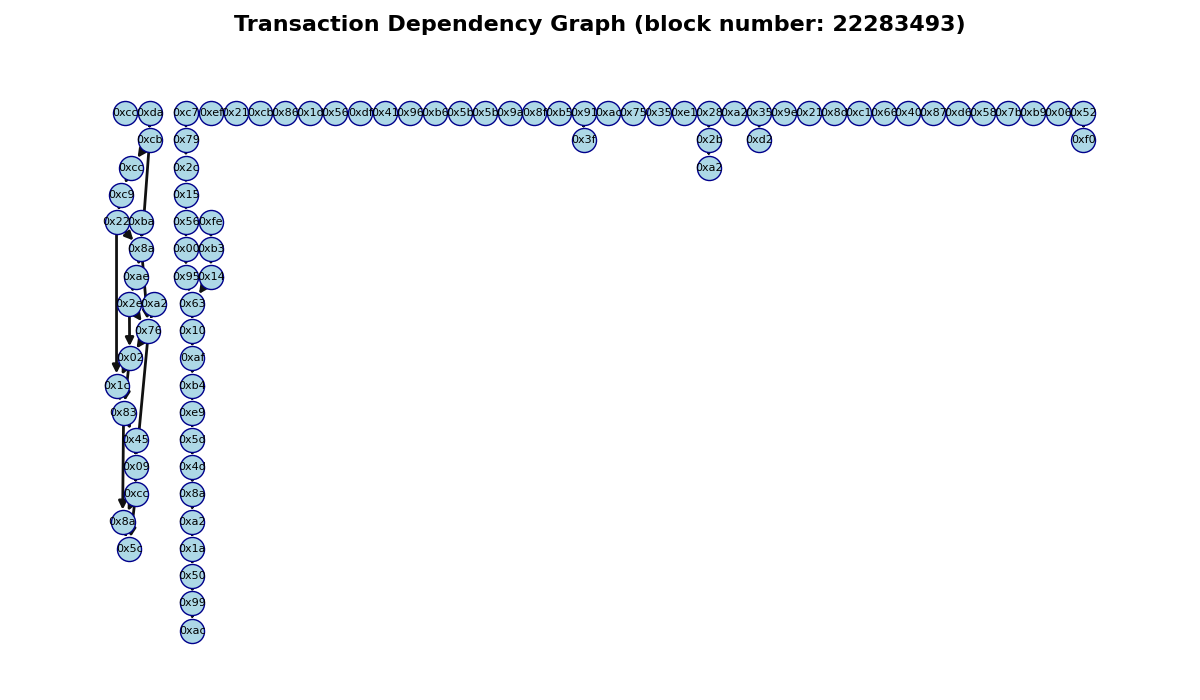 Transaction Dependency Graph (block number: 22283493)
0xcc 0xda 0xc7 0xef 0x21 0xcb 0x86 0x1d 0x56 0xdf 0x41 0x96 0xb6 0x5b 0x5b 0x9a 0x8f 0xb5 0x91 0xac 0x75 0x35 0xe1 0x28 0xa2 0x35 0x9e 0x21 0x8d 0xc1 0x66 0x40 0x87 0xd6 0x58 0x7b 0xb9 0x06 0x52
0xcb 0x79 0x3f 0x2b 0xd2 0xf0
0xcc 0x2c 0xa2
0xc9 0x15
0x22 0xba 0x56 0xfe
0x8a 0x00 0xb3
0xae 0x95 0x14
0x2e 0xa2 0x63
0x76 0x10
0x02 0xaf
0x1c 0xb4
0x83 0xe9
0x45 0x5d
0x09 0x4d
0xcc 0x8a
0x8a 0xa2
0x5c 0x1a
0x50
0x99
0xac